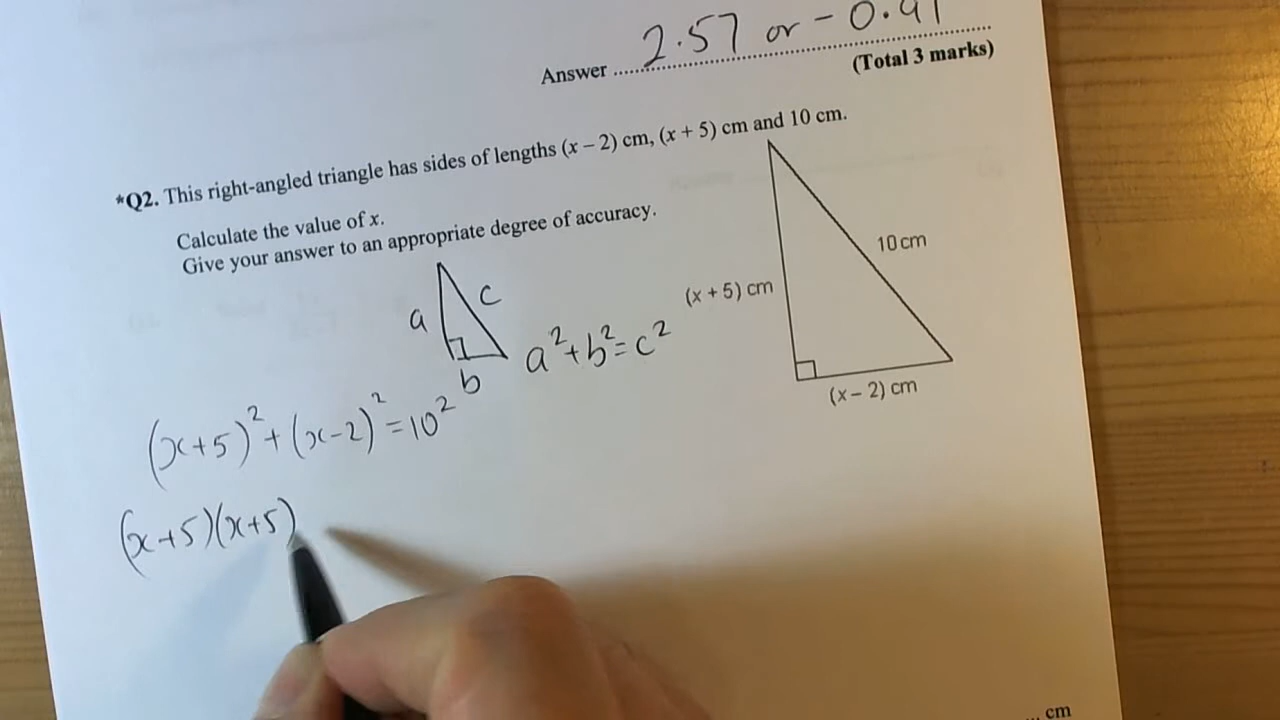 2.57 or - 0.91
Answer
(Total 3 marks)
*Q2. This right-angled triangle has sides of lengths (x – 2) cm, (x + 5) cm and 10 cm.
Calculate the value of x.
Give your answer to an appropriate degree of accuracy.
10 cm
(x + 5) cm
(x – 2) cm
a
c
b
a²+b²=c²
(x+5)²+(x-2)²=10²
(x+5)(x+5)
cm